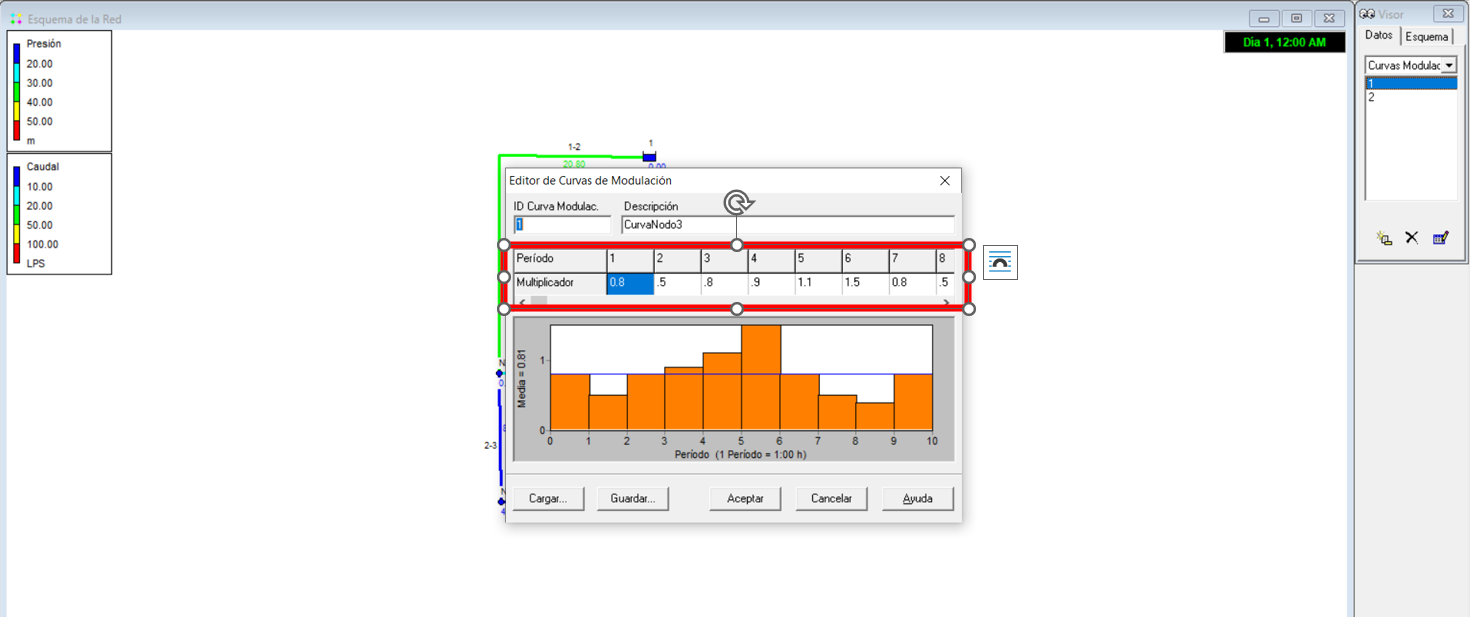 Esquema de la Red
Presión
20.00
30.00
40.00
50.00
m
Caudal
10.00
20.00
50.00
100.00
LPS
Dia 1, 12:00 AM
1-2
1
20.80
0.00
2-3
Editor de Curvas de Modulación
ID Curva Modulac. Descripción
1 CurvaNodo3
Período 1 2 3 4 5 6 7 8
Multiplicador 0.8 .5 .8 .9 1.1 1.5 0.8 .5
Media = 0.81
1
0
0 1 2 3 4 5 6 7 8 9 10
Período (1 Período = 1:00 h)
Cargar... Guardar... Aceptar Cancelar Ayuda
Visor
Datos Esquema
Curvas Modulac
1
2